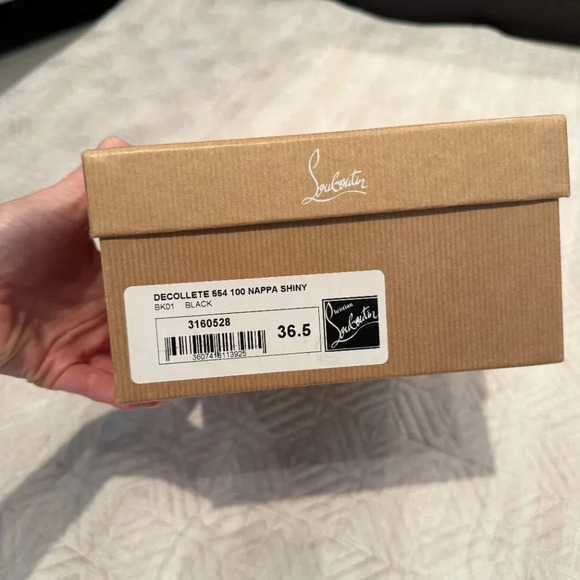 Louboutin
DECOLLETE 554 100 NAPPA SHINY
BK01 BLACK
3160528
36.5
3607416113925
Christian
Louboutin